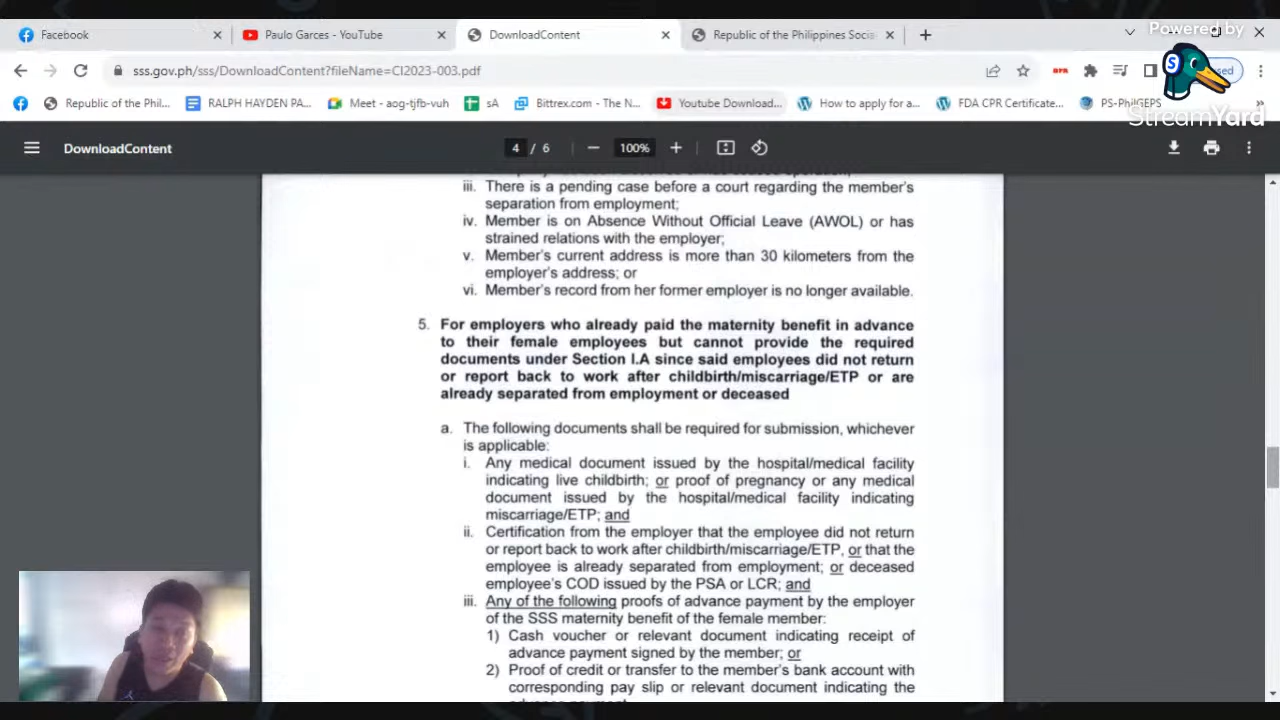 Powered by
StreamYard
Facebook
Paulo Garces - YouTube
DownloadContent
Republic of the Philippines Socia
sss.gov.ph/sss/DownloadContent?fileName=CI2023-003.pdf
Republic of the Phil...
RALPH HAYDEN PA...
Meet - aog-tjfb-vuh
sA
Bittrex.com - The N...
Youtube Download...
How to apply for a...
FDA CPR Certificate...
PS-PhilGEPS
DownloadContent
4 / 6
100%
iii. There is a pending case before a court regarding the member's
separation from employment;
iv. Member is on Absence Without Official Leave (AWOL) or has
strained relations with the employer;
v. Member's current address is more than 30 kilometers from the
employer's address; or
vi. Member's record from her former employer is no longer available.
5. For employers who already paid the maternity benefit in advance
to their female employees but cannot provide the required
documents under Section I.A since said employees did not return
or report back to work after childbirth/miscarriage/ETP or are
already separated from employment or deceased
a. The following documents shall be required for submission, whichever
is applicable:
i. Any medical document issued by the hospital/medical facility
indicating live childbirth; or proof of pregnancy or any medical
document issued by the hospital/medical facility indicating
miscarriage/ETP; and
ii. Certification from the employer that the employee did not return
or report back to work after childbirth/miscarriage/ETP, or that the
employee is already separated from employment; or deceased
employee's COD issued by the PSA or LCR; and
iii. Any of the following proofs of advance payment by the employer
of the SSS maternity benefit of the female member:
1) Cash voucher or relevant document indicating receipt of
advance payment signed by the member; or
2) Proof of credit or transfer to the member's bank account with
corresponding pay slip or relevant document indicating the